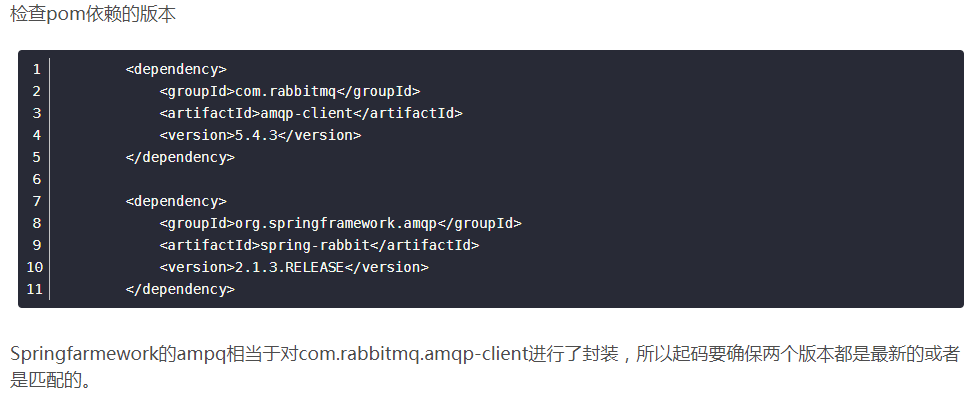 检查pom依赖的版本
1 <dependency>
2 <groupId>com.rabbitmq</groupId>
3 <artifactId>amqp-client</artifactId>
4 <version>5.4.3</version>
5 </dependency>
6
7 <dependency>
8 <groupId>org.springframework.amqp</groupId>
9 <artifactId>spring-rabbit</artifactId>
10 <version>2.1.3.RELEASE</version>
11 </dependency>
Springfarmework的ampq相当于对com.rabbitmq.amqp-client进行了封装，所以起码要确保两个版本都是最新的或者
是匹配的。